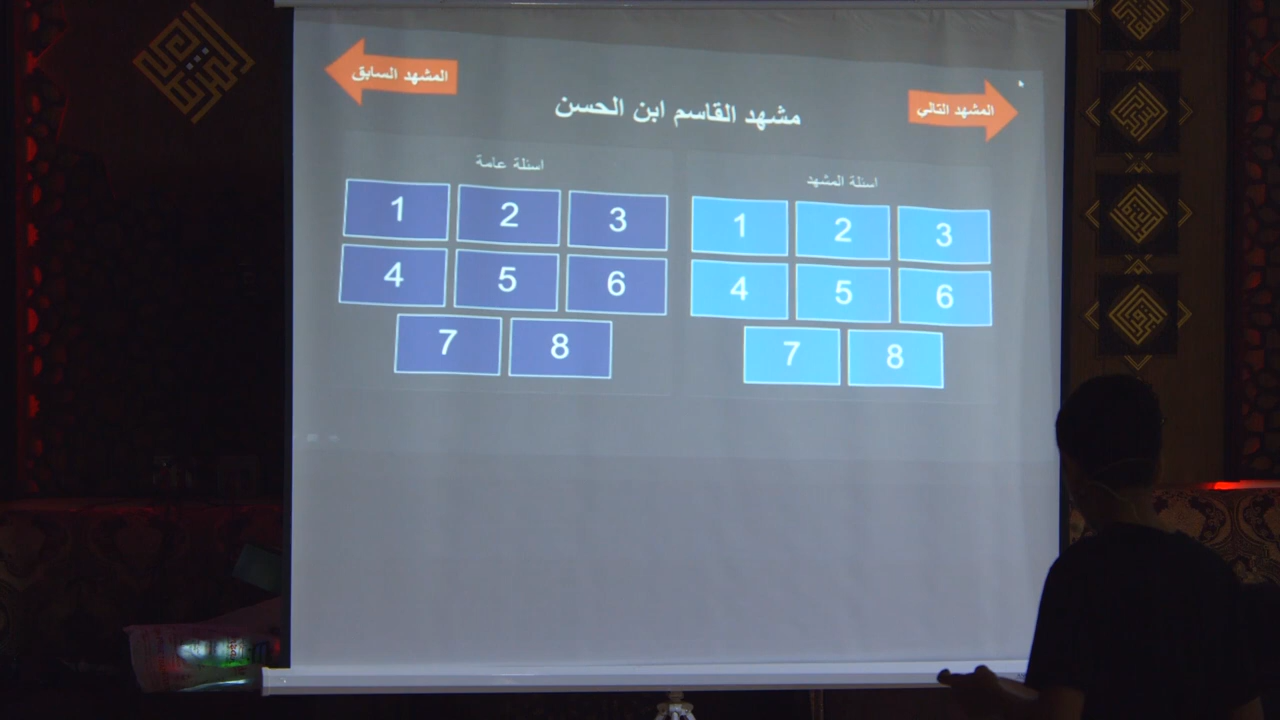 المشهد السابق
المشهد التالي
مشهد القاسم ابن الحسن
اسئلة المشهد
1 2 3
4 5 6
7 8
اسئلة عامة
1 2 3
4 5 6
7 8